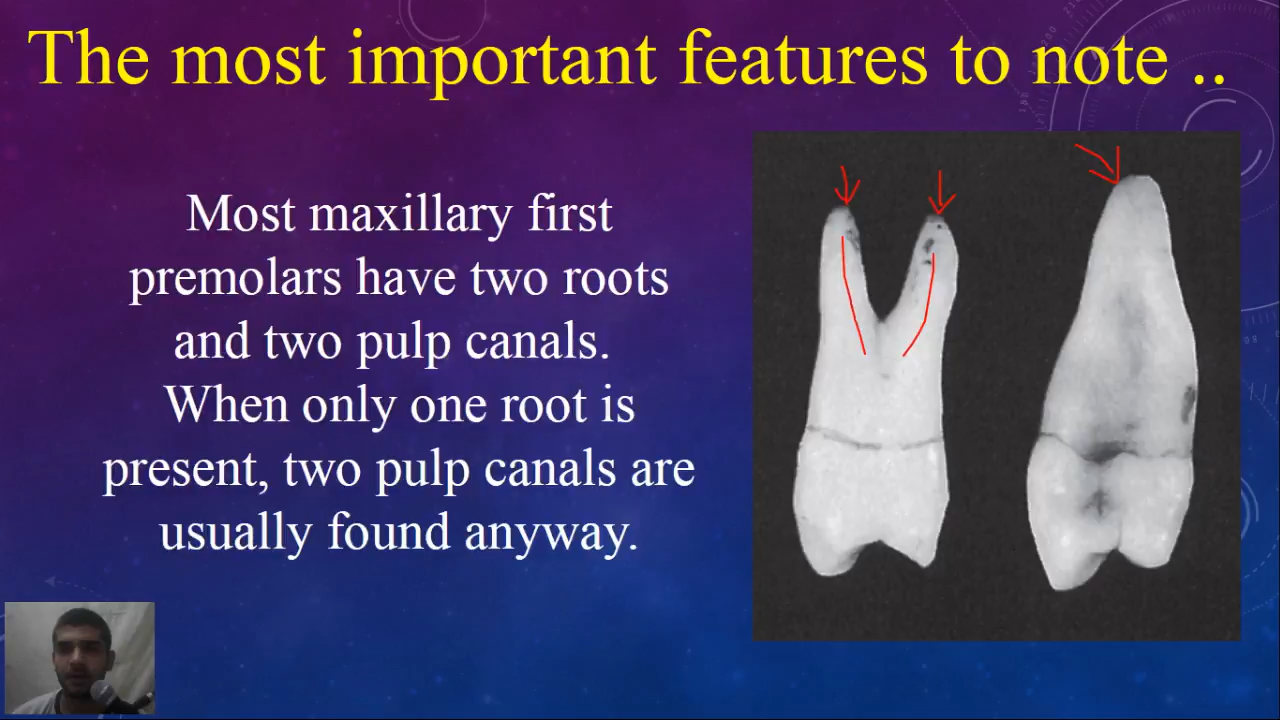 The most important features to note ..
Most maxillary first
premolars have two roots
and two pulp canals.
When only one root is
present, two pulp canals are
usually found anyway.